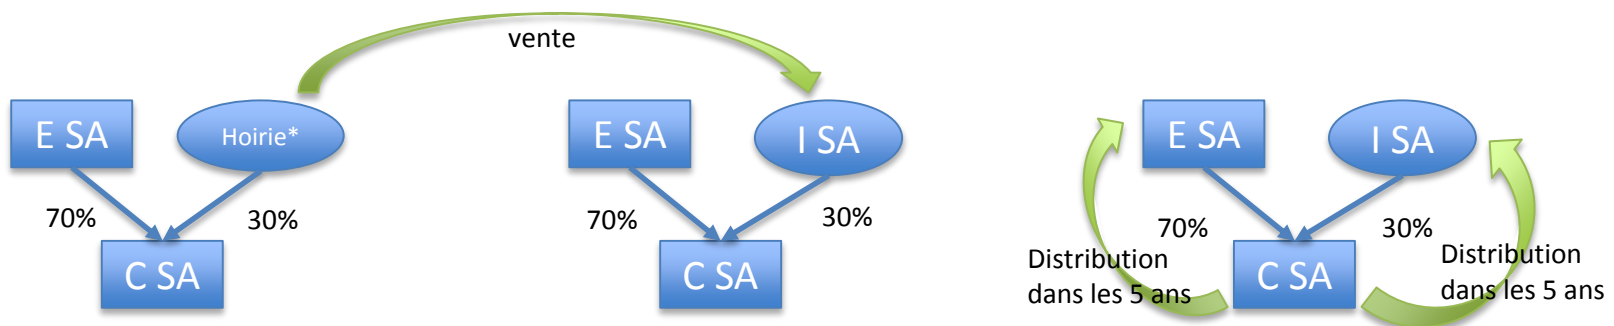 vente
E SA
Hoirie*
70%
30%
C SA
E SA
I SA
70%
30%
C SA
E SA
I SA
70%
30%
Distribution
dans les 5 ans
C SA
Distribution
dans les 5 ans